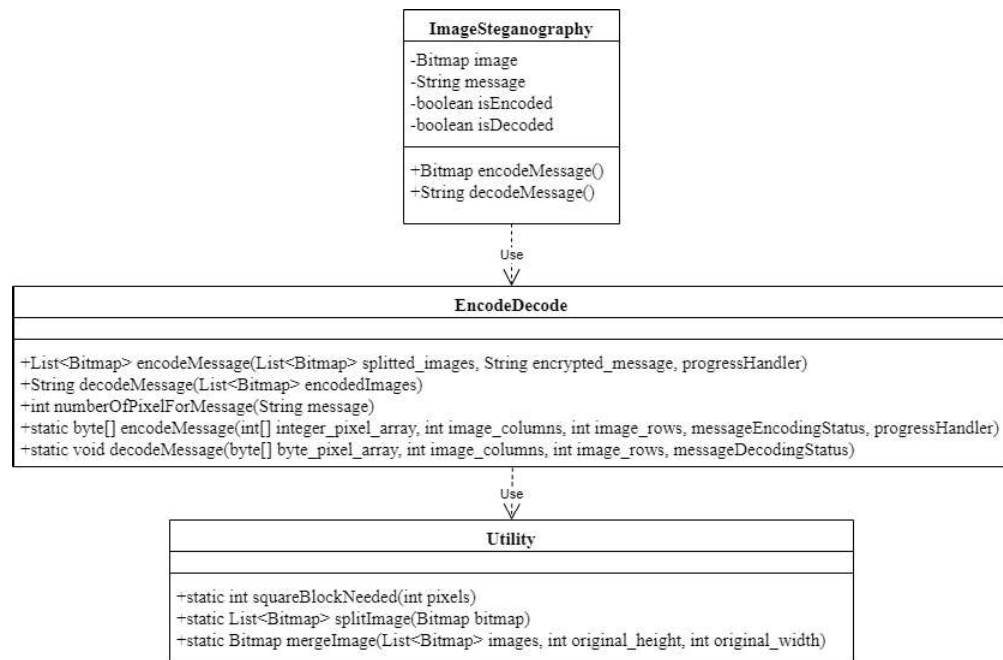 ImageSteganography
-Bitmap image
-String message
-boolean isEncoded
-boolean isDecoded
+Bitmap encodeMessage()
+String decodeMessage()
Use
EncodeDecode
+List<Bitmap> encodeMessage(List<Bitmap> splitted_images, String encrypted_message, progressHandler)
+String decodeMessage(List<Bitmap> encodedImages)
+int numberOfPixelForMessage(String message)
+static byte[] encodeMessage(int[] integer_pixel_array, int image_columns, int image_rows, messageEncodingStatus, progressHandler)
+static void decodeMessage(byte[] byte_pixel_array, int image_columns, int image_rows, messageDecodingStatus)
Use
Utility
+static int squareBlockNeeded(int pixels)
+static List<Bitmap> splitImage(Bitmap bitmap)
+static Bitmap mergeImage(List<Bitmap> images, int original_height, int original_width)